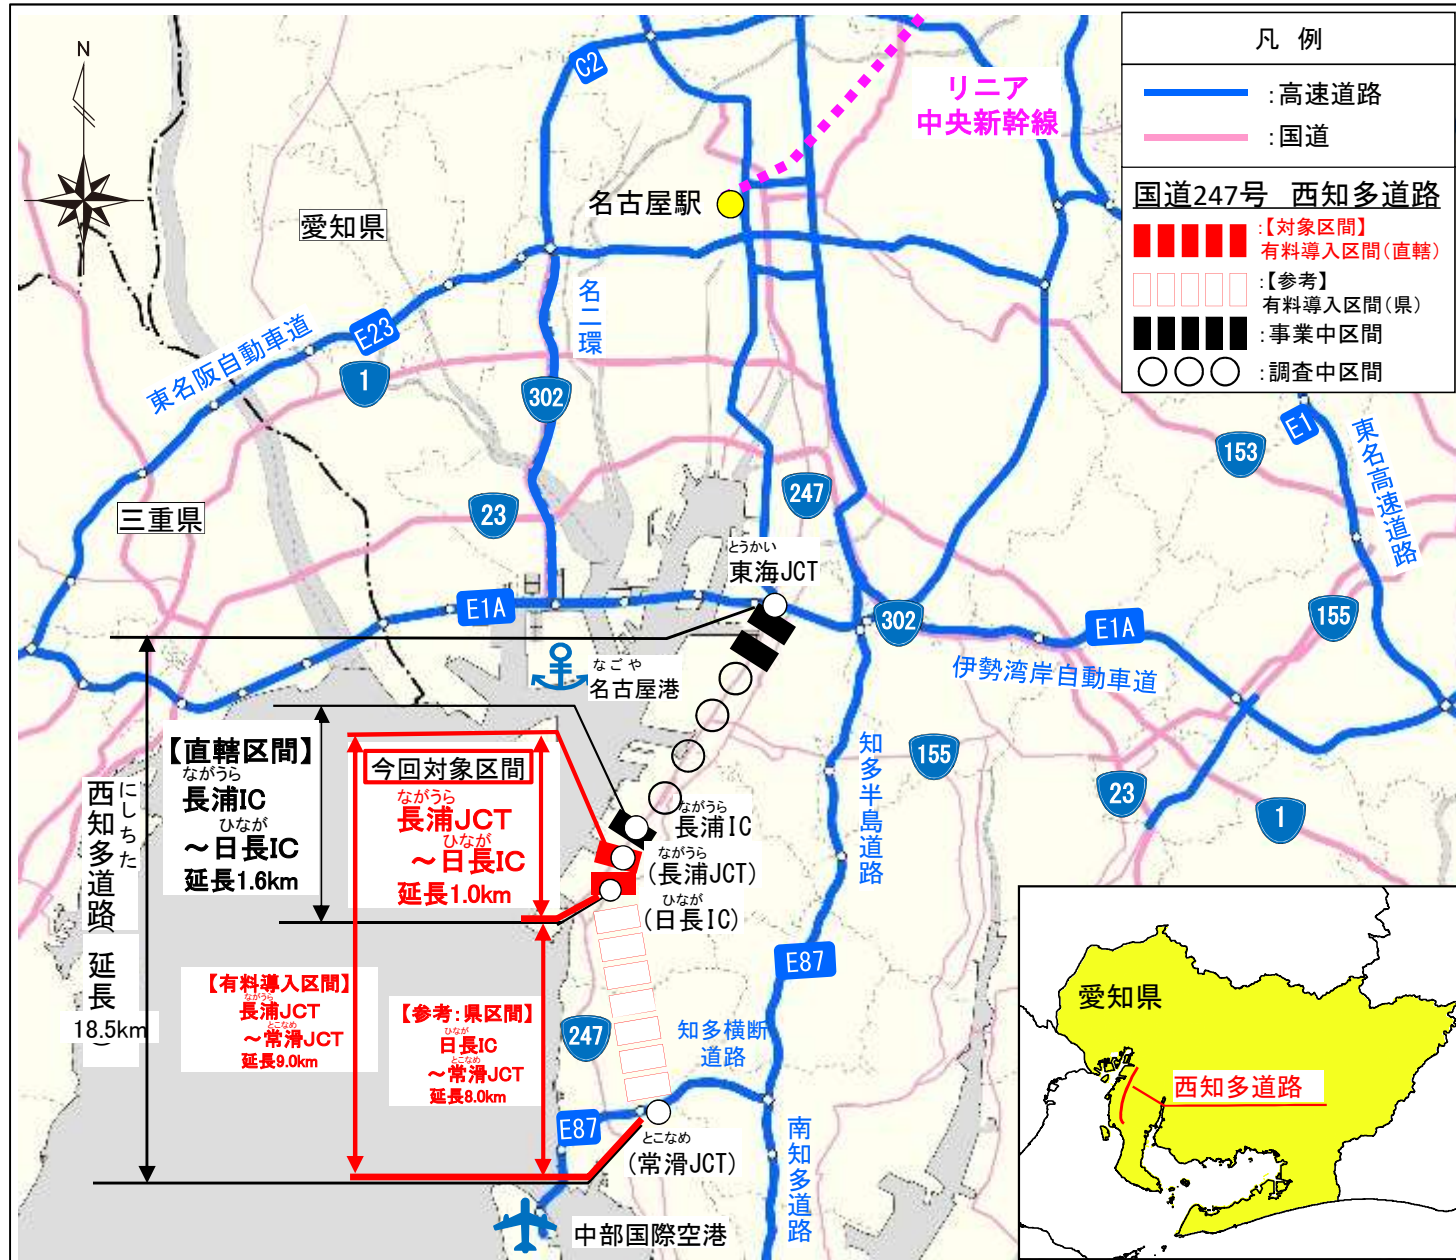 N
愛知県
三重県
C2
リニア
中央新幹線
名古屋駅
凡 例
:高速道路
:国道
国道247号 西知多道路
:【対象区間】
有料導入区間(直轄)
:【参考】
有料導入区間(県)
:事業中区間
:調査中区間
東名阪自動車道
E23
1
名二環
302
23
247
153
E1
東名高速道路
155
とうかい
東海JCT
E1A
302
E1A
伊勢湾岸自動車道
なごや
名古屋港
知多半島道路
155
23
1
にしちた
西知多道路(延長
18.5km
)
【直轄区間】
ながうら
長浦IC
ひなが
~日長IC
延長1.6km
今回対象区間
ながうら
長浦JCT
ひなが
~日長IC
延長1.0km
ながうら
長浦IC
ながうら
(長浦JCT)
ひなが
(日長IC)
【有料導入区間】
ながうら
長浦JCT
とこなめ
~常滑JCT
延長9.0km
【参考:県区間】
ひなが
日長IC
とこなめ
~常滑JCT
延長8.0km
247
E87
知多横断
道路
E87
とこなめ
(常滑JCT)
南知多道路
中部国際空港
愛知県
西知多道路